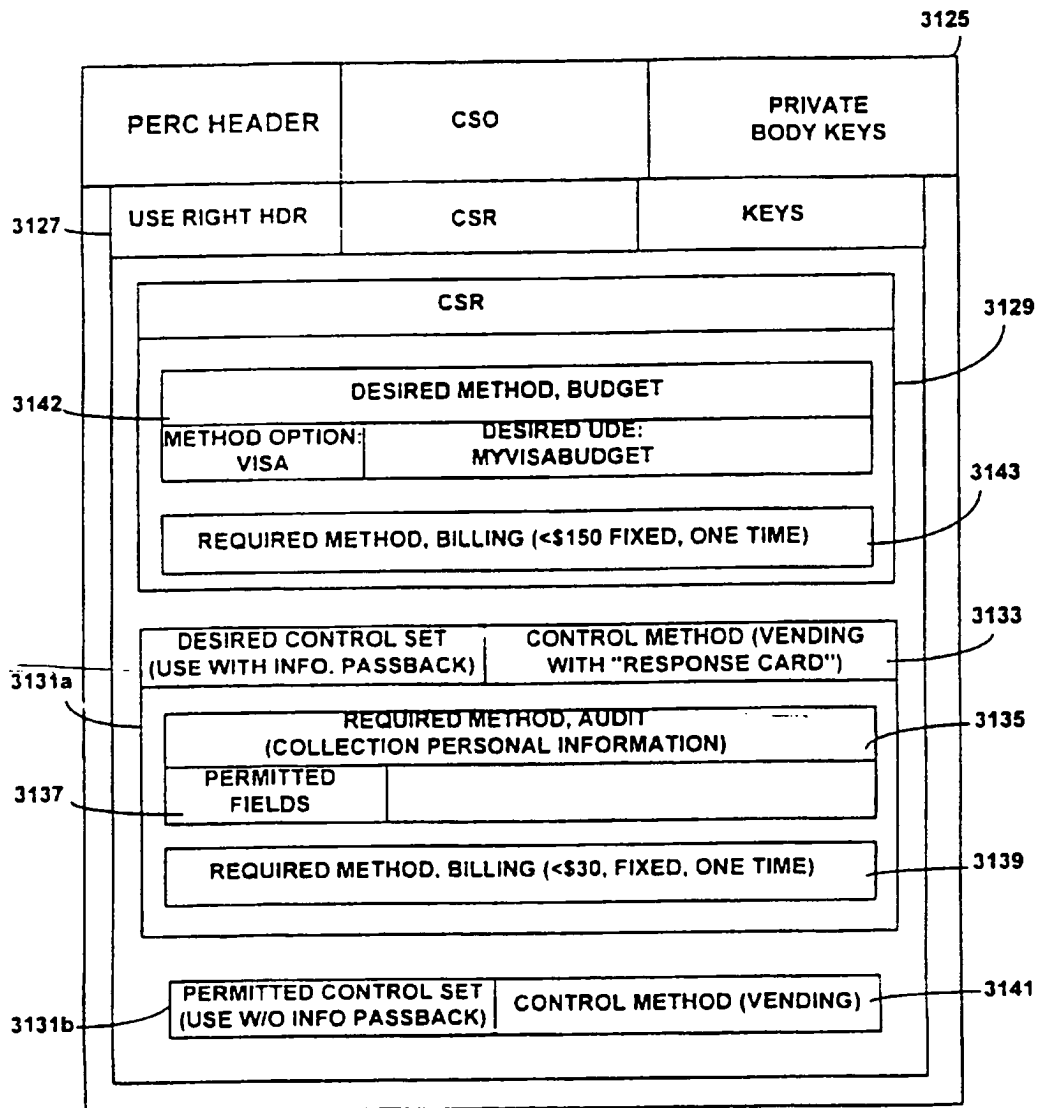 3125
PERC HEADER
CSO
PRIVATE
BODY KEYS
3127
USE RIGHT HDR
CSR
KEYS
CSR
3129
DESIRED METHOD, BUDGET
3142
METHOD OPTION:
VISA
DESIRED UDE:
MYVISABUDGET
3143
REQUIRED METHOD, BILLING (<$150 FIXED, ONE TIME)
3133
DESIRED CONTROL SET
(USE WITH INFO. PASSBACK)
CONTROL METHOD (VENDING
WITH "RESPONSE CARD")
3131a
REQUIRED METHOD, AUDIT
(COLLECTION PERSONAL INFORMATION)
3135
3137
PERMITTED
FIELDS
REQUIRED METHOD. BILLING (<$30, FIXED, ONE TIME)
3139
3131b
PERMITTED CONTROL SET
(USE W/O INFO PASSBACK)
CONTROL METHOD (VENDING)
3141